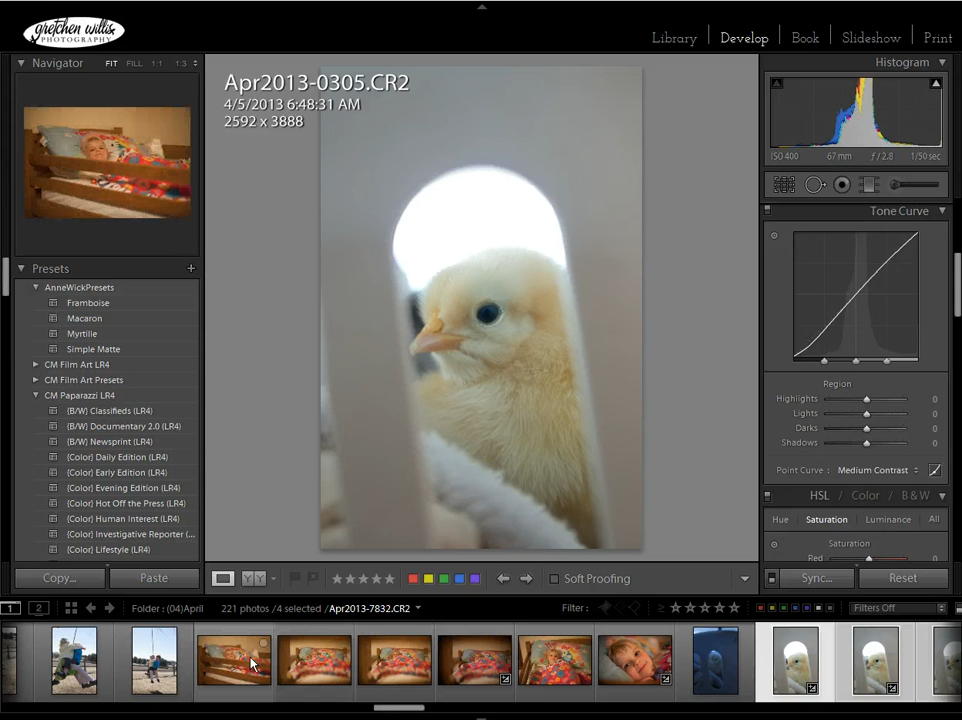 gretchen willis
PHOTOGRAPHY
Library Develop Book Slideshow Print
Navigator FIT FILL 1:1 1:3
Histogram
Apr2013-0305.CR2
4/5/2013 6:48:31 AM
2592 x 3888
ISO 400 67 mm ƒ / 2.8 1/50 sec
Tone Curve
Presets +
AnneWickPresets
Framboise
Macaron
Myrtille
Simple Matte
CM Film Art LR4
CM Film Art Presets
CM Paparazzi LR4
{B/W} Classifieds (LR4)
{B/W} Documentary 2.0 (LR4)
{B/W} Newsprint (LR4)
{Color} Daily Edition (LR4)
{Color} Early Edition (LR4)
{Color} Evening Edition (LR4)
{Color} Hot Off the Press (LR4)
{Color} Human Interest (LR4)
{Color} Investigative Reporter (...
{Color} Lifestyle (LR4)
Region
Highlights 0
Lights 0
Darks 0
Shadows 0
Point Curve : Medium Contrast
HSL / Color / B & W
Hue Saturation Luminance All
Saturation
Red 0
Copy... Paste
YY
Soft Proofing
Sync... Reset
1 2
Folder : (04)April 221 photos / 4 selected / Apr2013-7832.CR2
Filter : ≥ Filters Off